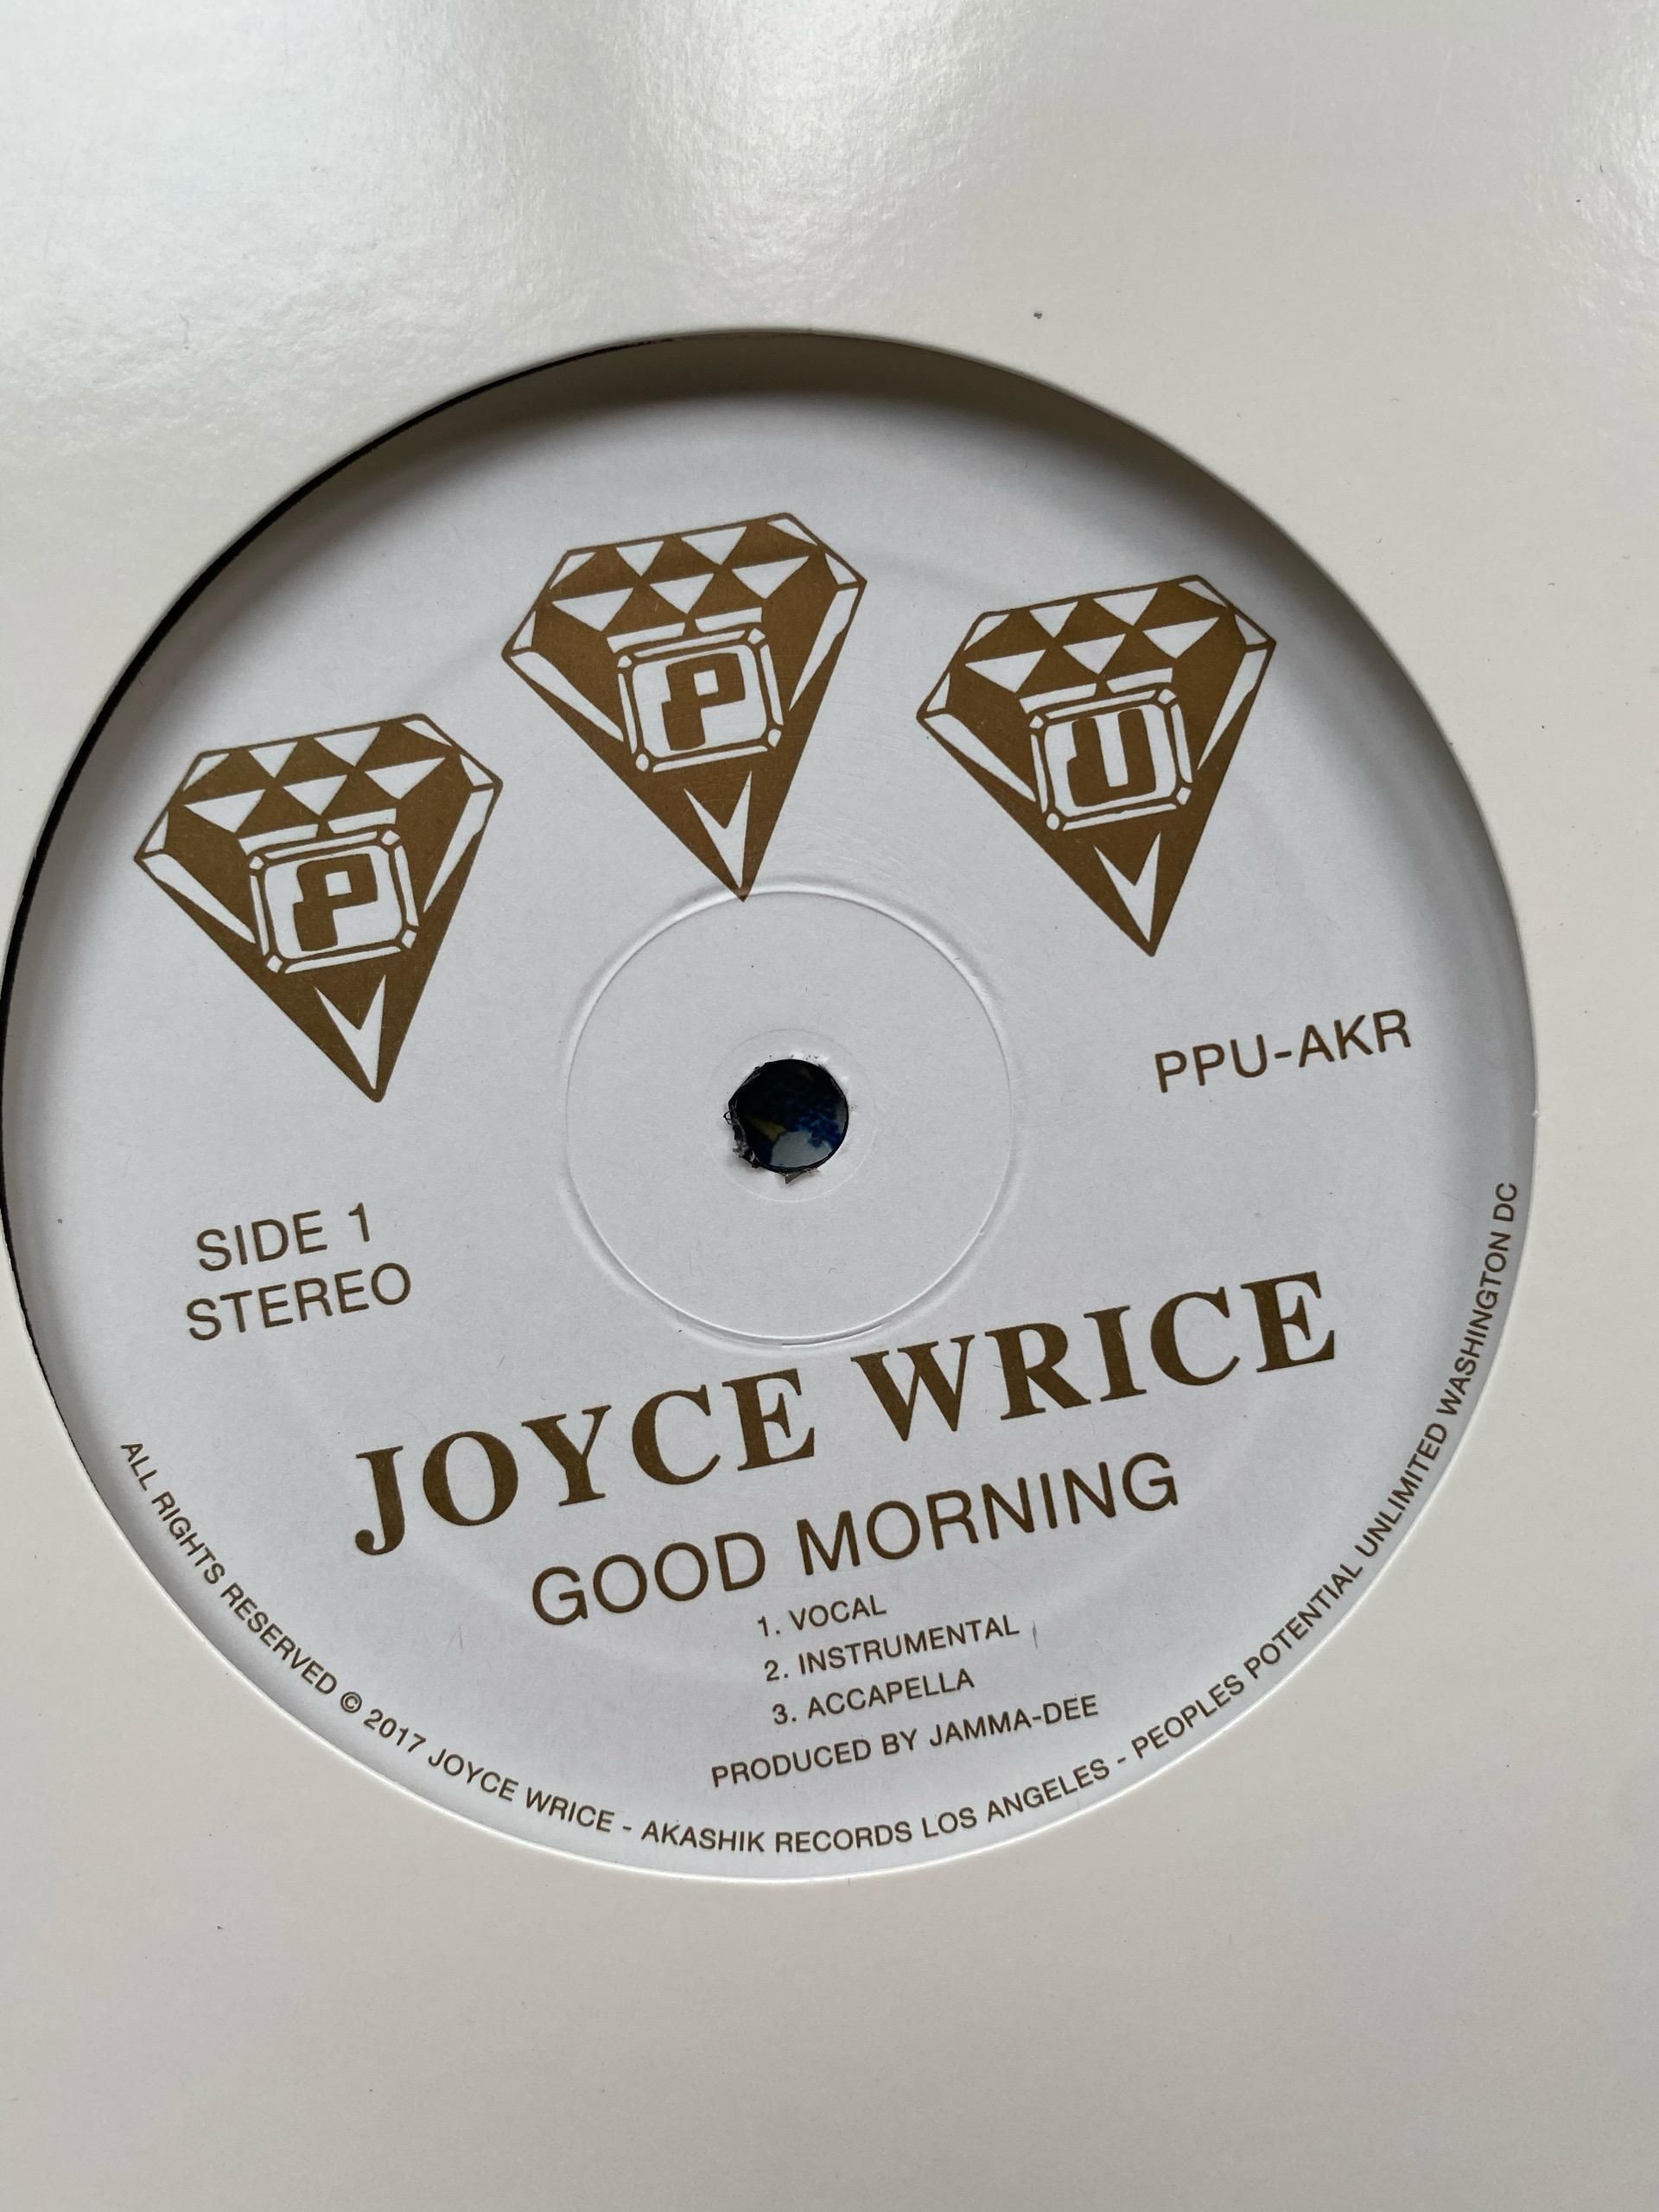 P P U
PPU-AKR
SIDE 1
STEREO
JOYCE WRICE
GOOD MORNING
1. VOCAL
2. INSTRUMENTAL
3. ACCAPELLA
PRODUCED BY JAMMA-DEE
ALL RIGHTS RESERVED © 2017 JOYCE WRICE - AKASHIK RECORDS LOS ANGELES - PEOPLES POTENTIAL UNLIMITED WASHINGTON DC